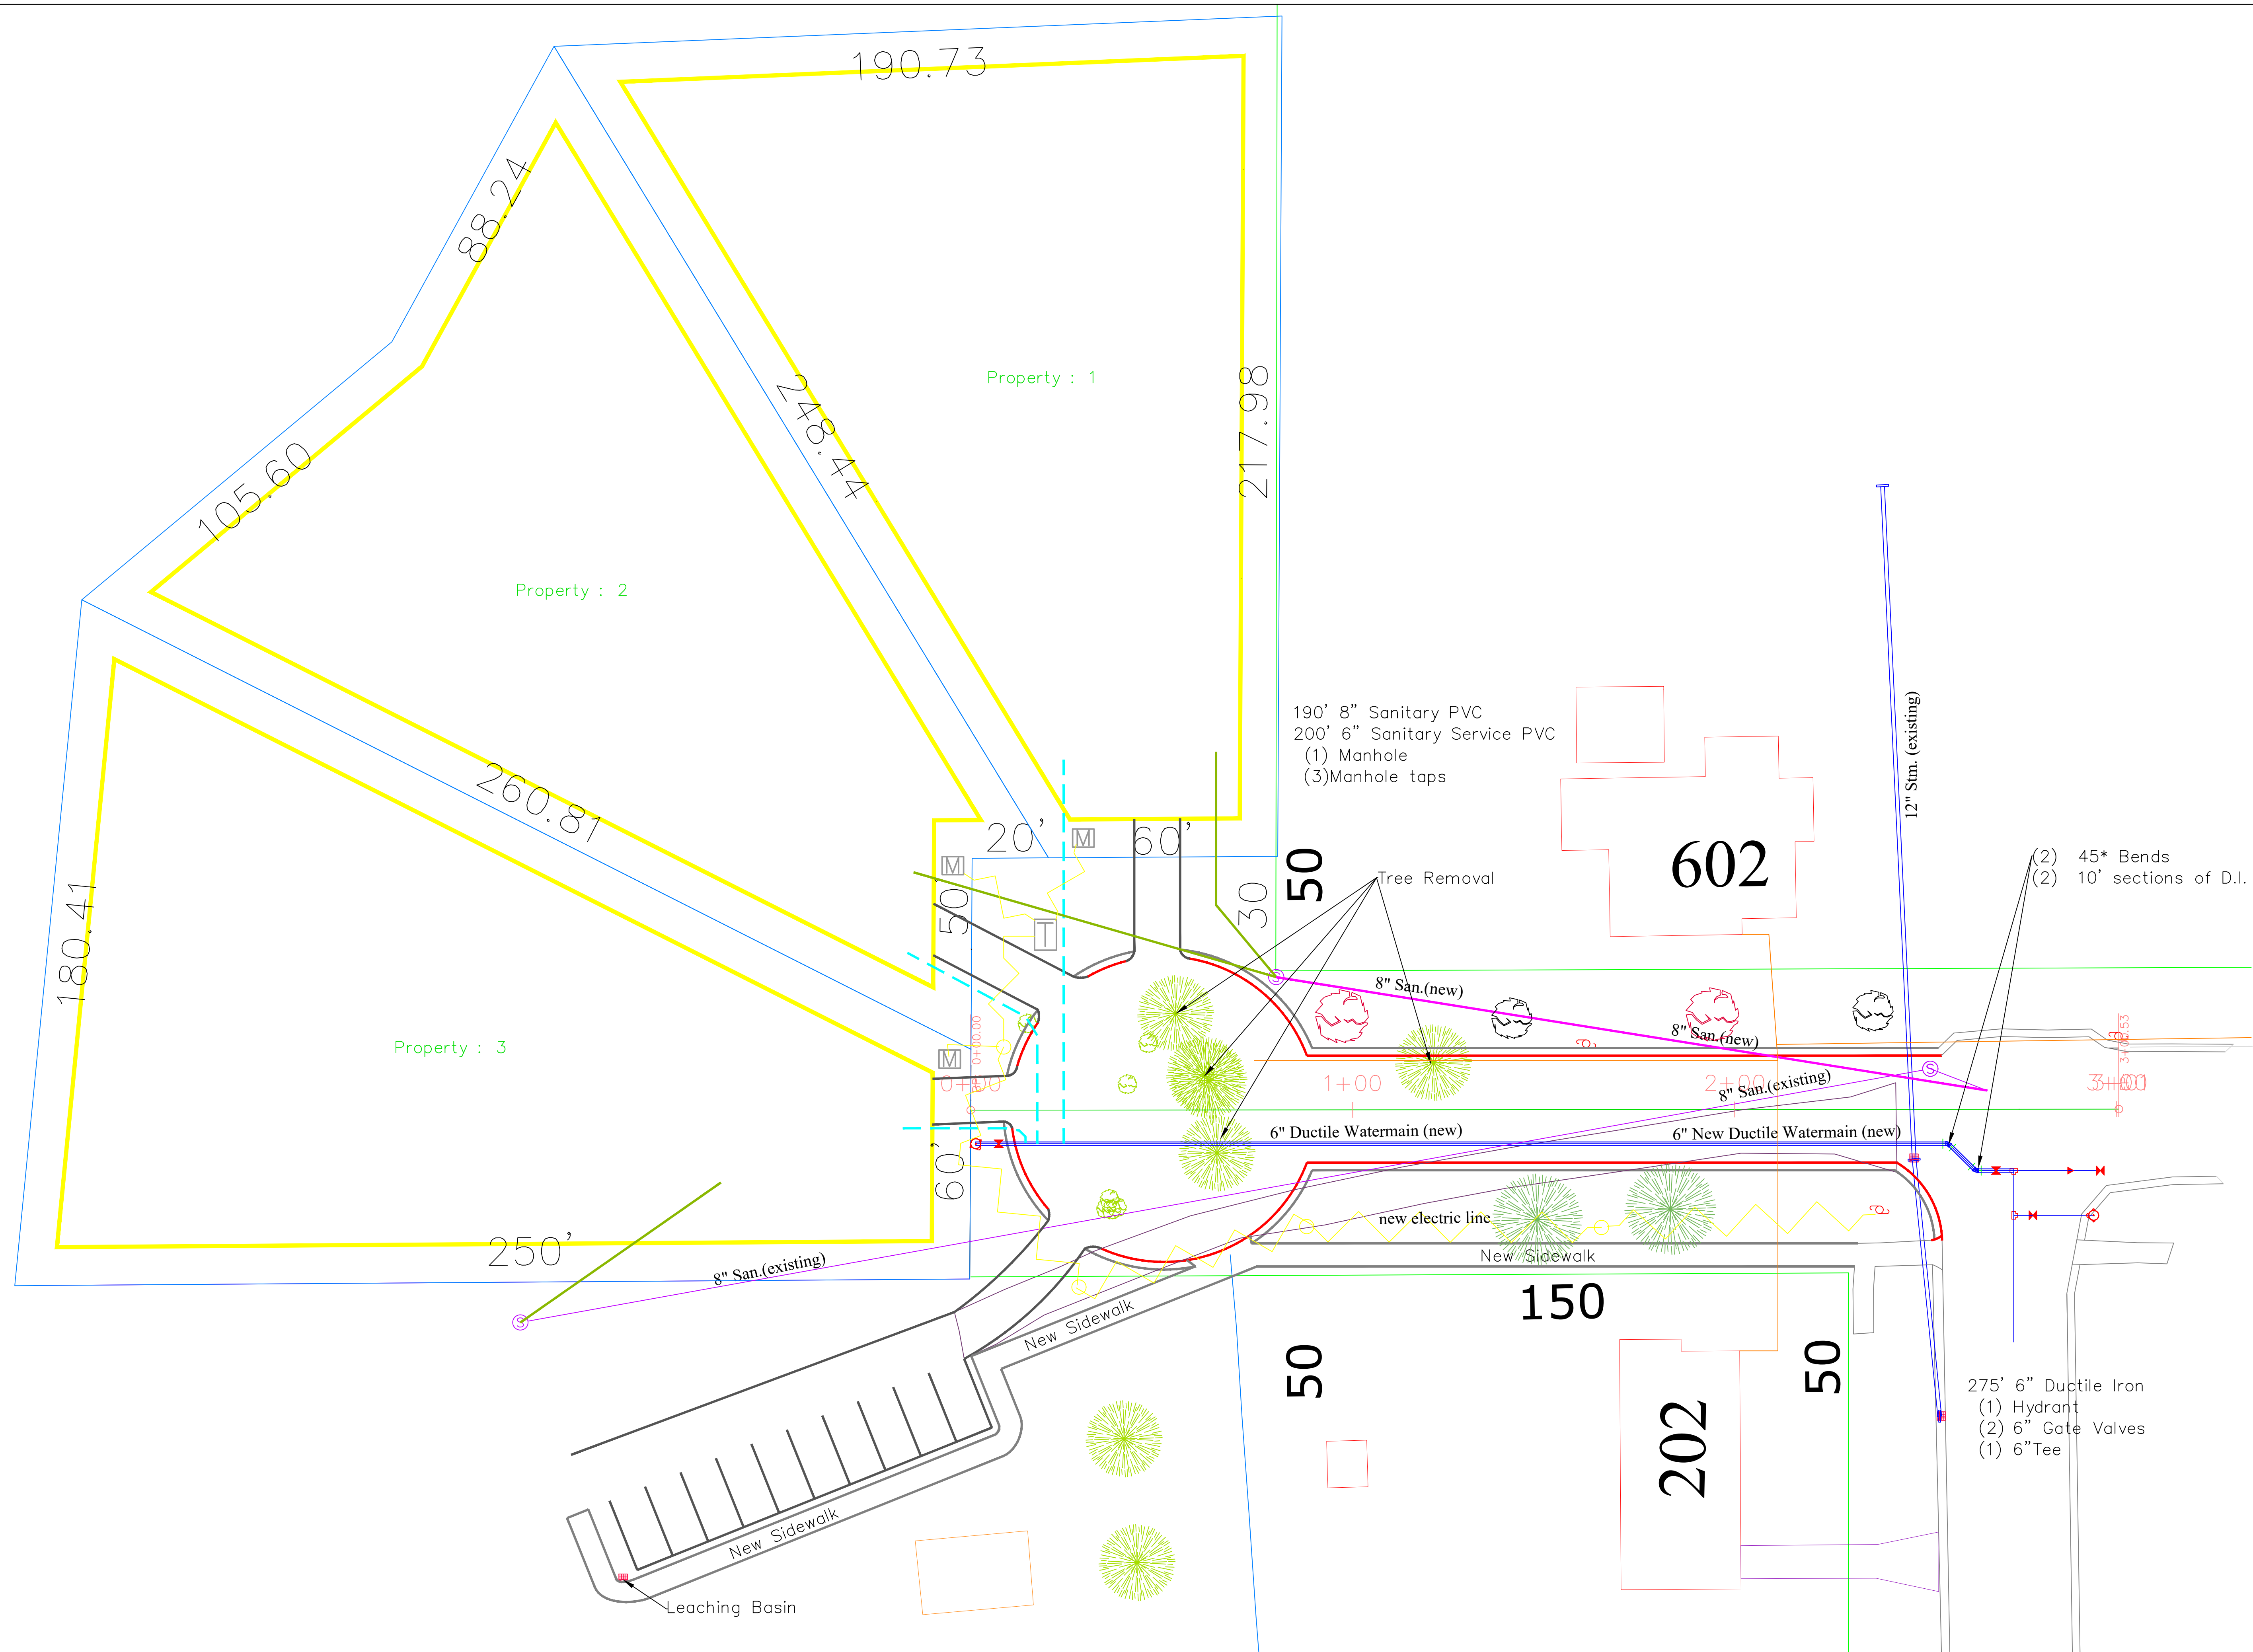 190.73
88.24
248.44
Property : 1
217.98
105.60
Property : 2
190' 8" Sanitary PVC
200' 6" Sanitary Service PVC
(1) Manhole
(3)Manhole taps
12" Stm. (existing)
260.81
20'
M
60'
M
50'
T
30
50
Tree Removal
602
(2) 45* Bends
(2) 10' sections of D.I.
180.41
S
8" San.(new)
8" San.(new)
Property : 3
M
0+00
1+00
2+00
8" San.(existing)
S
6" Ductile Watermain (new)
6" New Ductile Watermain (new)
60'
250'
new electric line
New Sidewalk
8" San.(existing)
S
New Sidewalk
150
50
50
202
275' 6" Ductile Iron
(1) Hydrant
(2) 6" Gate Valves
(1) 6"Tee
New Sidewalk
Leaching Basin